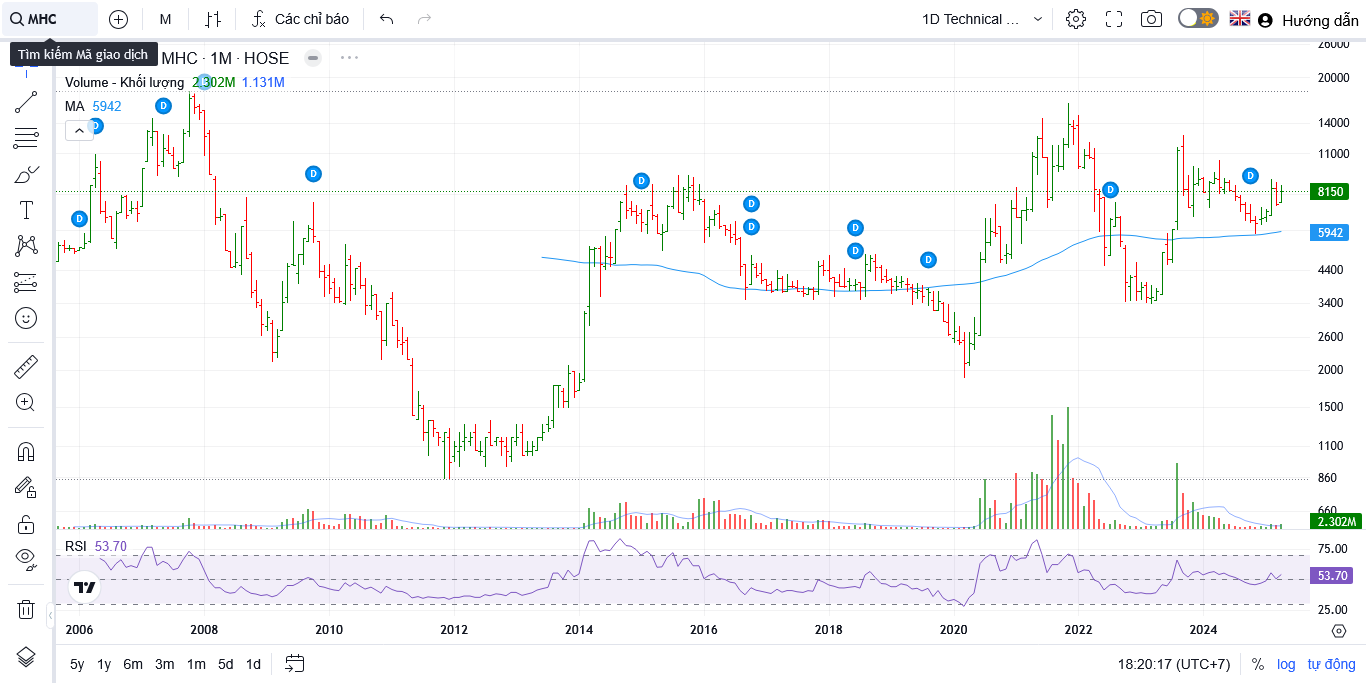 MHC
M
Các chỉ báo
1D Technical ...
Hướng dẫn
Tìm kiếm Mã giao dịch
MHC · 1M · HOSE
Volume - Khối lượng 2.302M 1.131M
MA 5942
D
D
D
D
D
D
D
D
D
D
D
D
D
26000
20000
14000
11000
8150
5942
4400
3400
2600
2000
1500
1100
860
660
2.302M
RSI 53.70
75.00
53.70
25.00
2006 2008 2010 2012 2014 2016 2018 2020 2022 2024
5y 1y 6m 3m 1m 5d 1d
18:20:17 (UTC+7) % log tự động